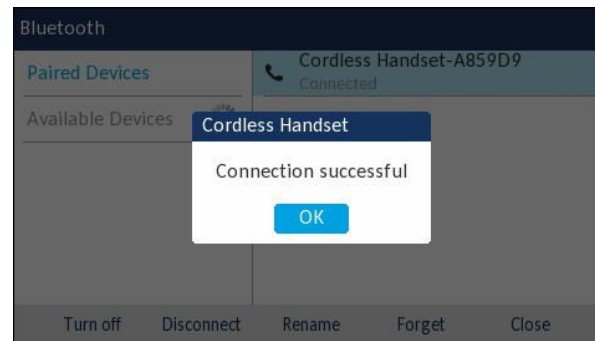 Bluetooth
Paired Devices
Cordless Handset-A859D9
Connected
Available Devices
Cordless Handset
Connection successful
OK
Turn off Disconnect Rename Forget Close